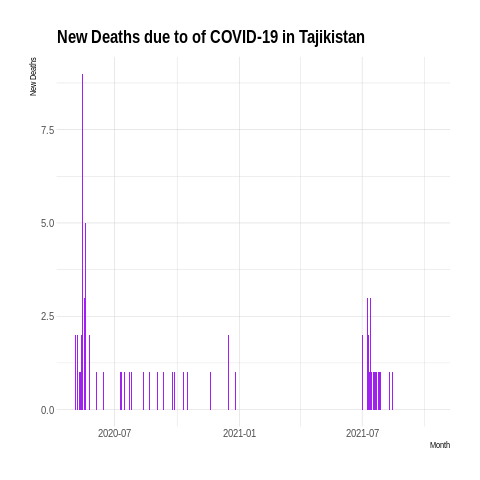 New Deaths due to of COVID-19 in Tajikistan
New Deaths
7.5
5.0
2.5
0.0
2020-07
2021-01
2021-07
Month